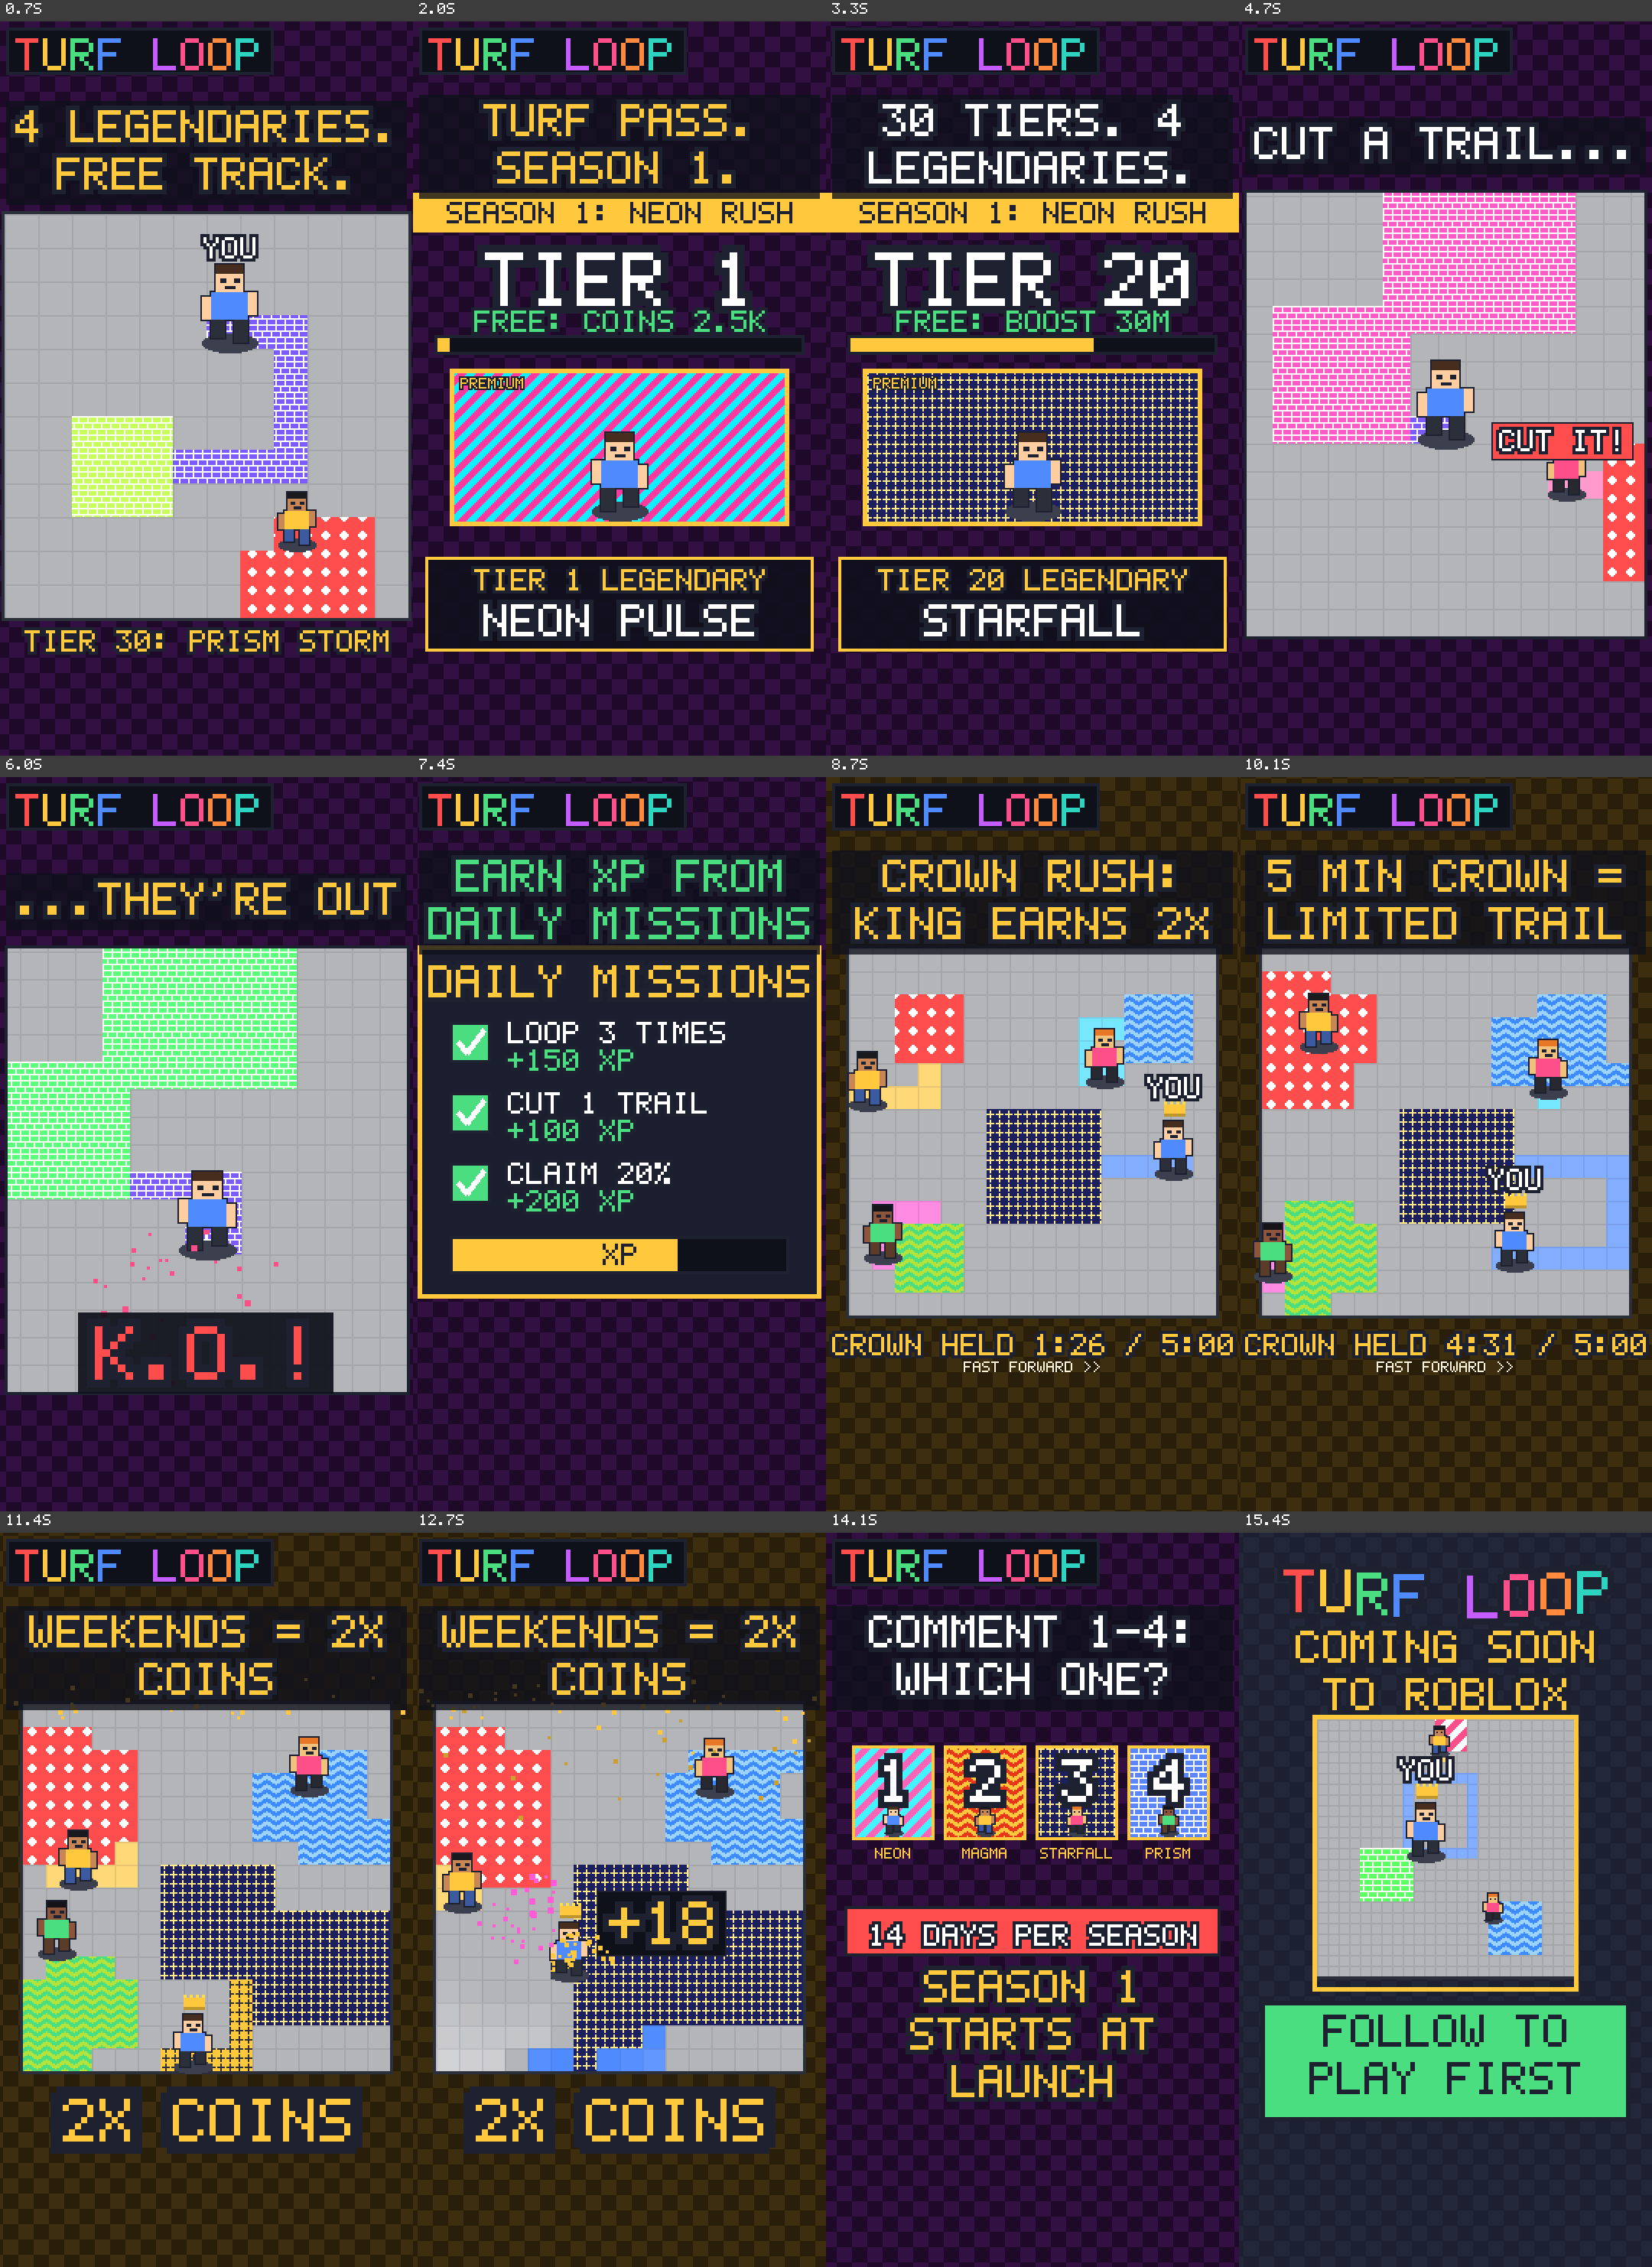 0.7S
TURF LOOP
4 LEGENDARIES.
FREE TRACK.
YOU
TIER 30: PRISM STORM
2.0S
TURF LOOP
TURF PASS.
SEASON 1.
SEASON 1: NEON RUSH
TIER 1
FREE: COINS 2.5K
PREMIUM
TIER 1 LEGENDARY
NEON PULSE
3.3S
TURF LOOP
30 TIERS. 4
LEGENDARIES.
SEASON 1: NEON RUSH
TIER 20
FREE: BOOST 30M
PREMIUM
TIER 20 LEGENDARY
STARFALL
4.7S
TURF LOOP
CUT A TRAIL...
CUT IT!
6.0S
TURF LOOP
...THEY'RE OUT
K.O.!
7.4S
TURF LOOP
EARN XP FROM
DAILY MISSIONS
DAILY MISSIONS
LOOP 3 TIMES
+150 XP
CUT 1 TRAIL
+100 XP
CLAIM 20%
+200 XP
XP
8.7S
TURF LOOP
CROWN RUSH:
KING EARNS 2X
YOU
CROWN HELD 1:26 / 5:00
FAST FORWARD >>
10.1S
TURF LOOP
5 MIN CROWN =
LIMITED TRAIL
YOU
CROWN HELD 4:31 / 5:00
FAST FORWARD >>
11.4S
TURF LOOP
WEEKENDS = 2X
COINS
2X COINS
12.7S
TURF LOOP
WEEKENDS = 2X
COINS
+18
2X COINS
14.1S
TURF LOOP
COMMENT 1-4:
WHICH ONE?
1 2 3 4
NEON MAGMA STARFALL PRISM
14 DAYS PER SEASON
SEASON 1
STARTS AT
LAUNCH
15.4S
TURF LOOP
COMING SOON
TO ROBLOX
YOU
FOLLOW TO
PLAY FIRST